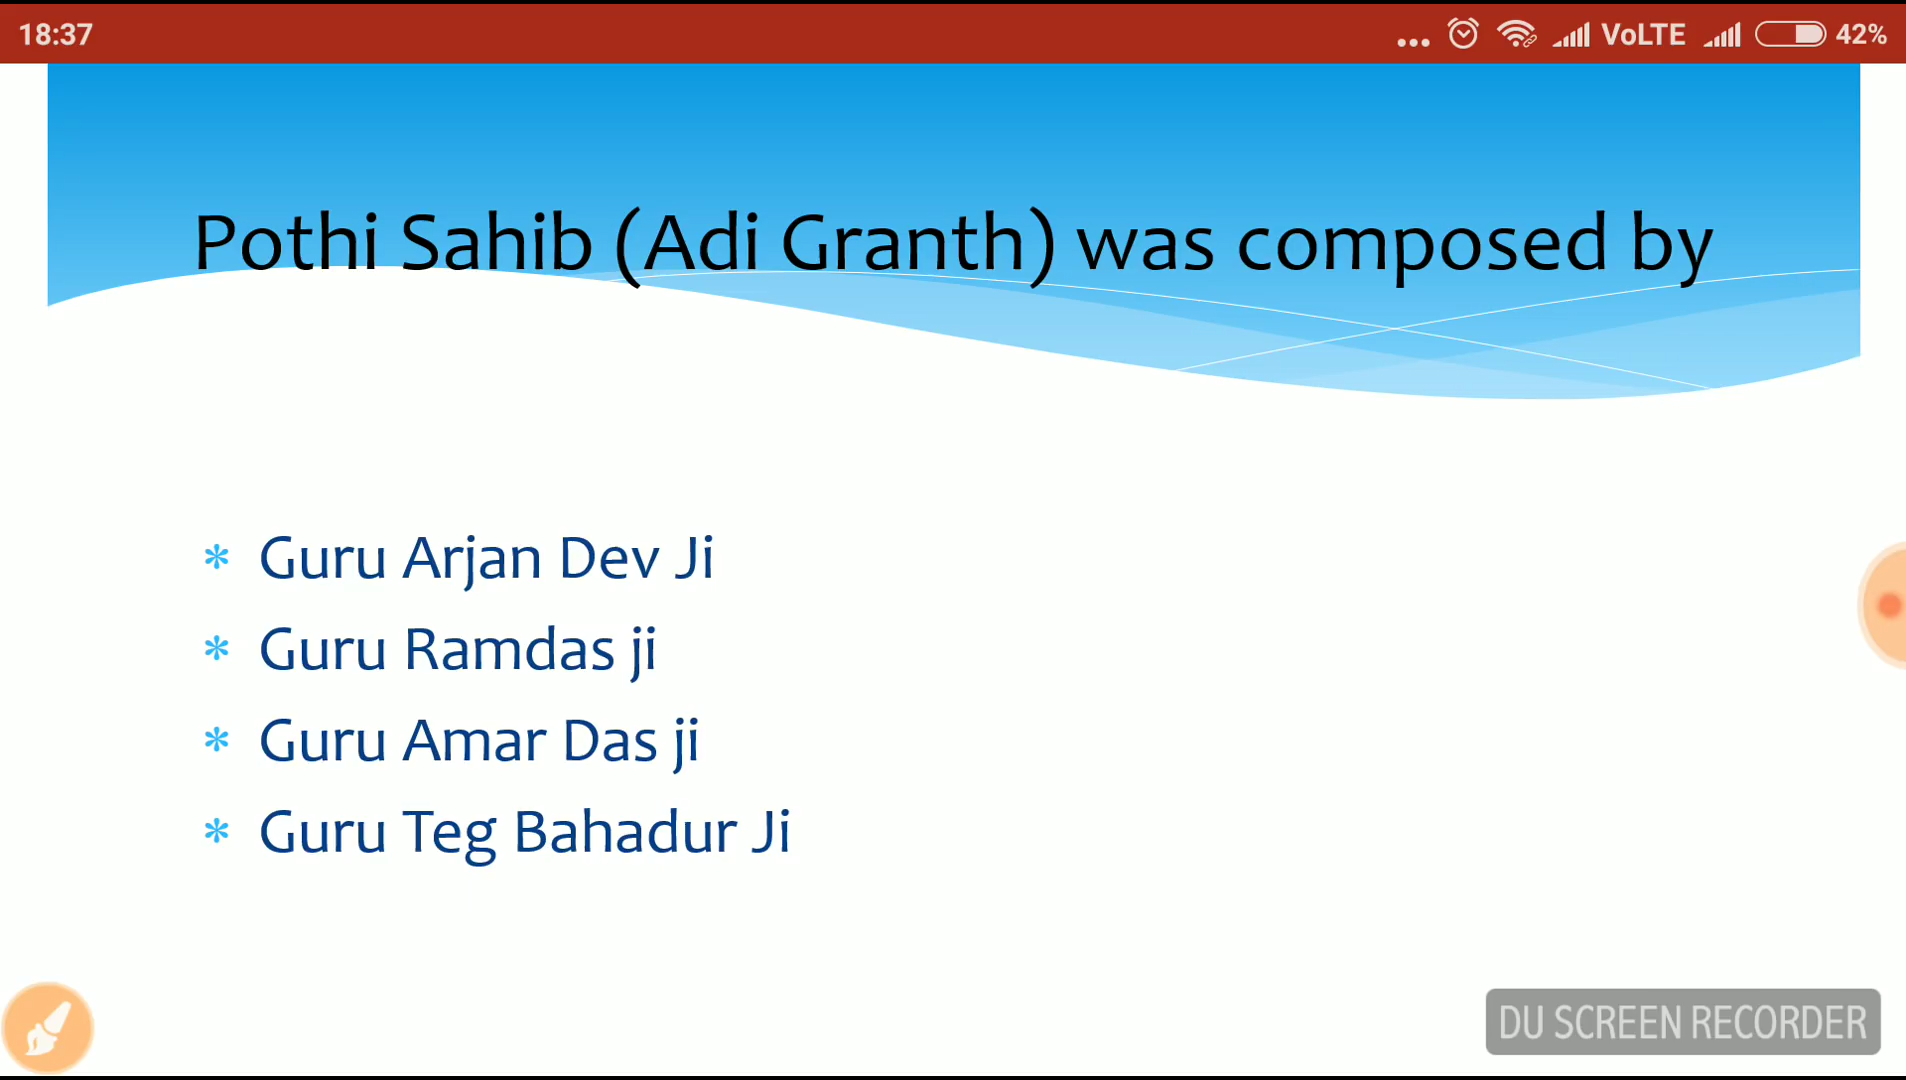 18:37 ... VoLTE 42%
Pothi Sahib (Adi Granth) was composed by
* Guru Arjan Dev Ji
* Guru Ramdas ji
* Guru Amar Das ji
* Guru Teg Bahadur Ji
DU SCREEN RECORDER